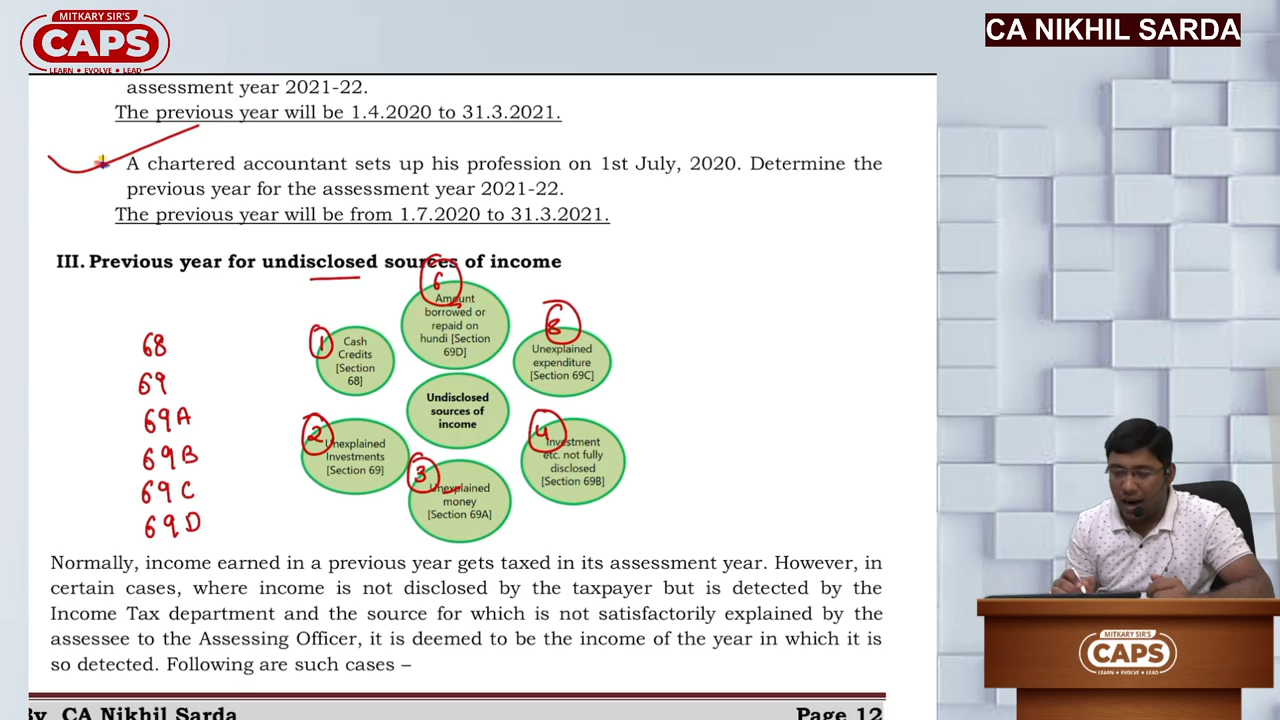 MITKARY SIR'S
CAPS
LEARN • EVOLVE • LEAD
CA NIKHIL SARDA
assessment year 2021-22.
The previous year will be 1.4.2020 to 31.3.2021.
A chartered accountant sets up his profession on 1st July, 2020. Determine the
previous year for the assessment year 2021-22.
The previous year will be from 1.7.2020 to 31.3.2021.
III. Previous year for undisclosed sources of income
6
Amount
borrowed or
repaid on
hundi [Section
69D]
1
Cash
Credits
[Section
68]
Unexplained
expenditure
[Section 69C]
Undisclosed
sources of
income
2
Unexplained
Investments
[Section 69]
3
Unexplained
money
[Section 69A]
4
Investment
etc. not fully
disclosed
[Section 69B]
68
69
69A
69B
69C
69D
Normally, income earned in a previous year gets taxed in its assessment year. However, in
certain cases, where income is not disclosed by the taxpayer but is detected by the
Income Tax department and the source for which is not satisfactorily explained by the
assessee to the Assessing Officer, it is deemed to be the income of the year in which it is
so detected. Following are such cases –
By CA Nikhil Sarda
Page 12
MITKARY SIR'S
CAPS
LEARN • EVOLVE • LEAD